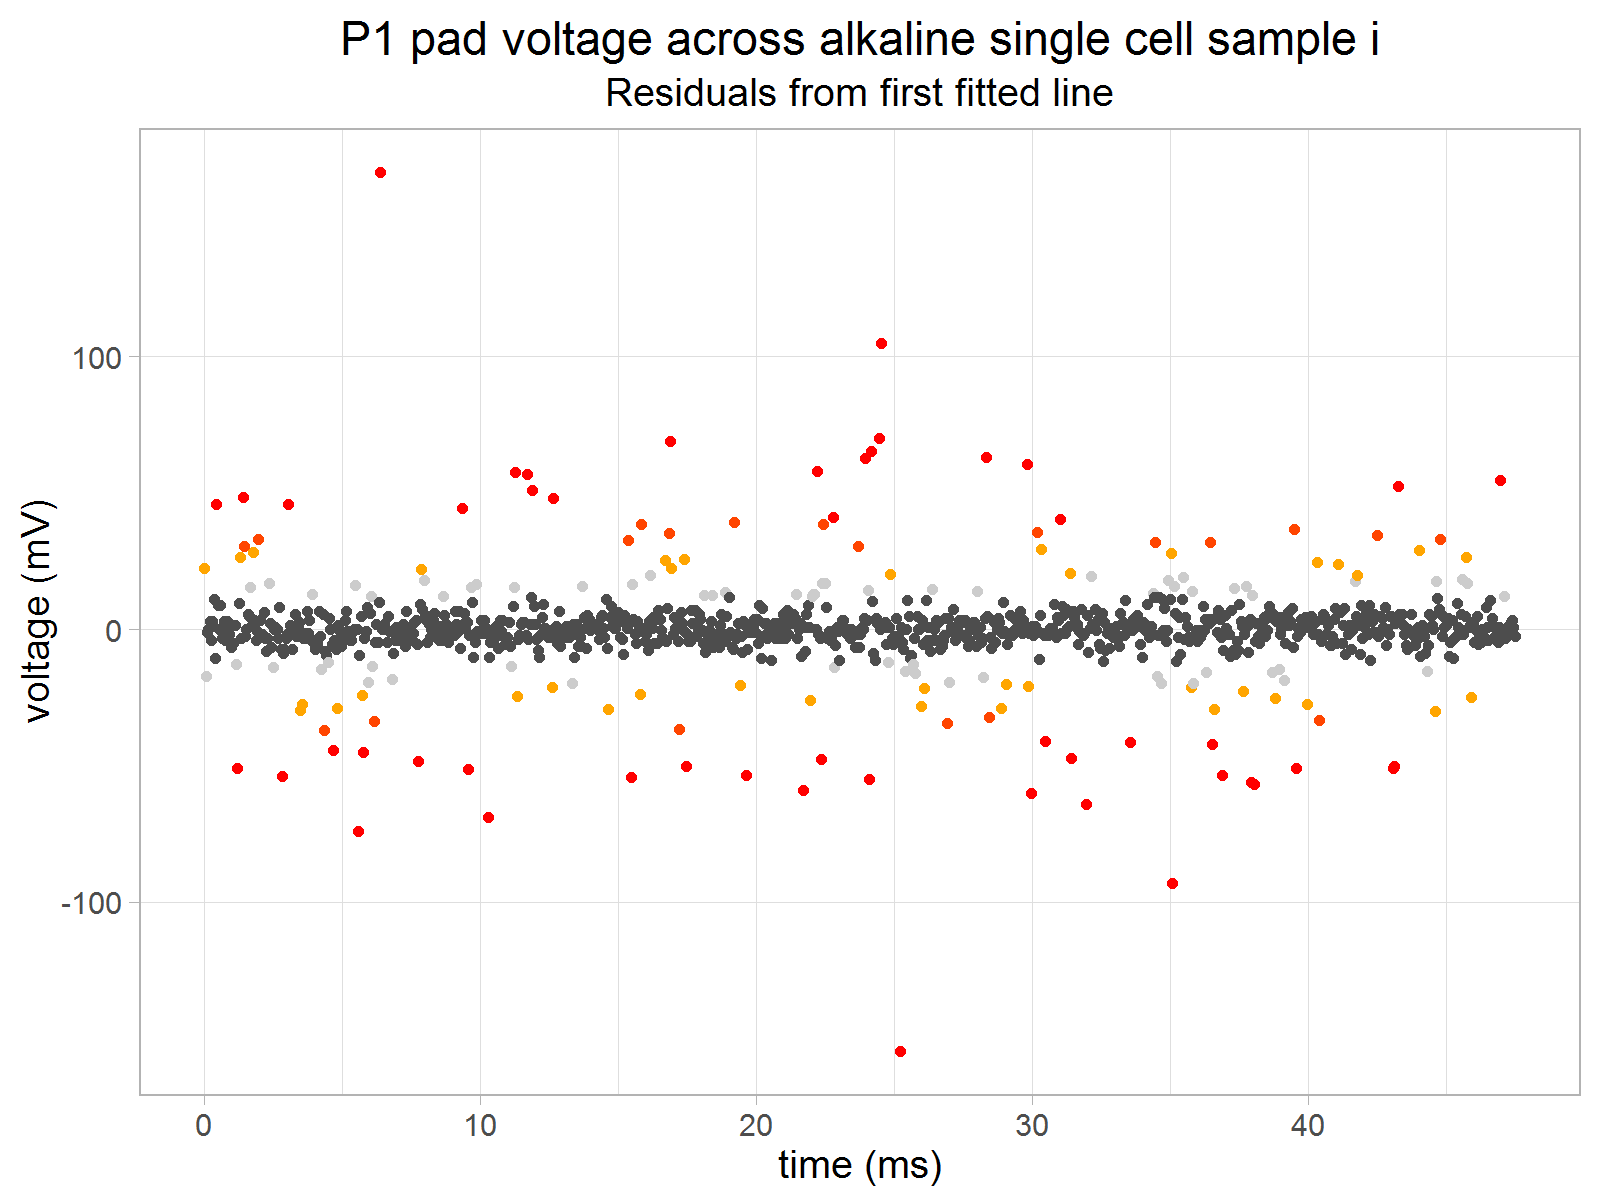 P1 pad voltage across alkaline single cell sample i
Residuals from first fitted line
100
0
-100
voltage (mV)
0 10 20 30 40
time (ms)